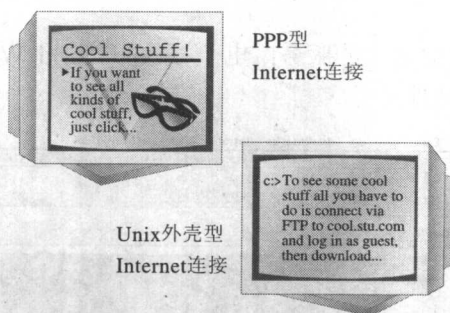 Cool Stuff!
▶If you want
to see all
kinds of
cool stuff,
just click...
PPP型
Internet连接
Unix外壳型
Internet连接
c:>To see some cool
stuff all you have to
do is connect via
FTP to cool.stu.com
and log in as guest,
then download...